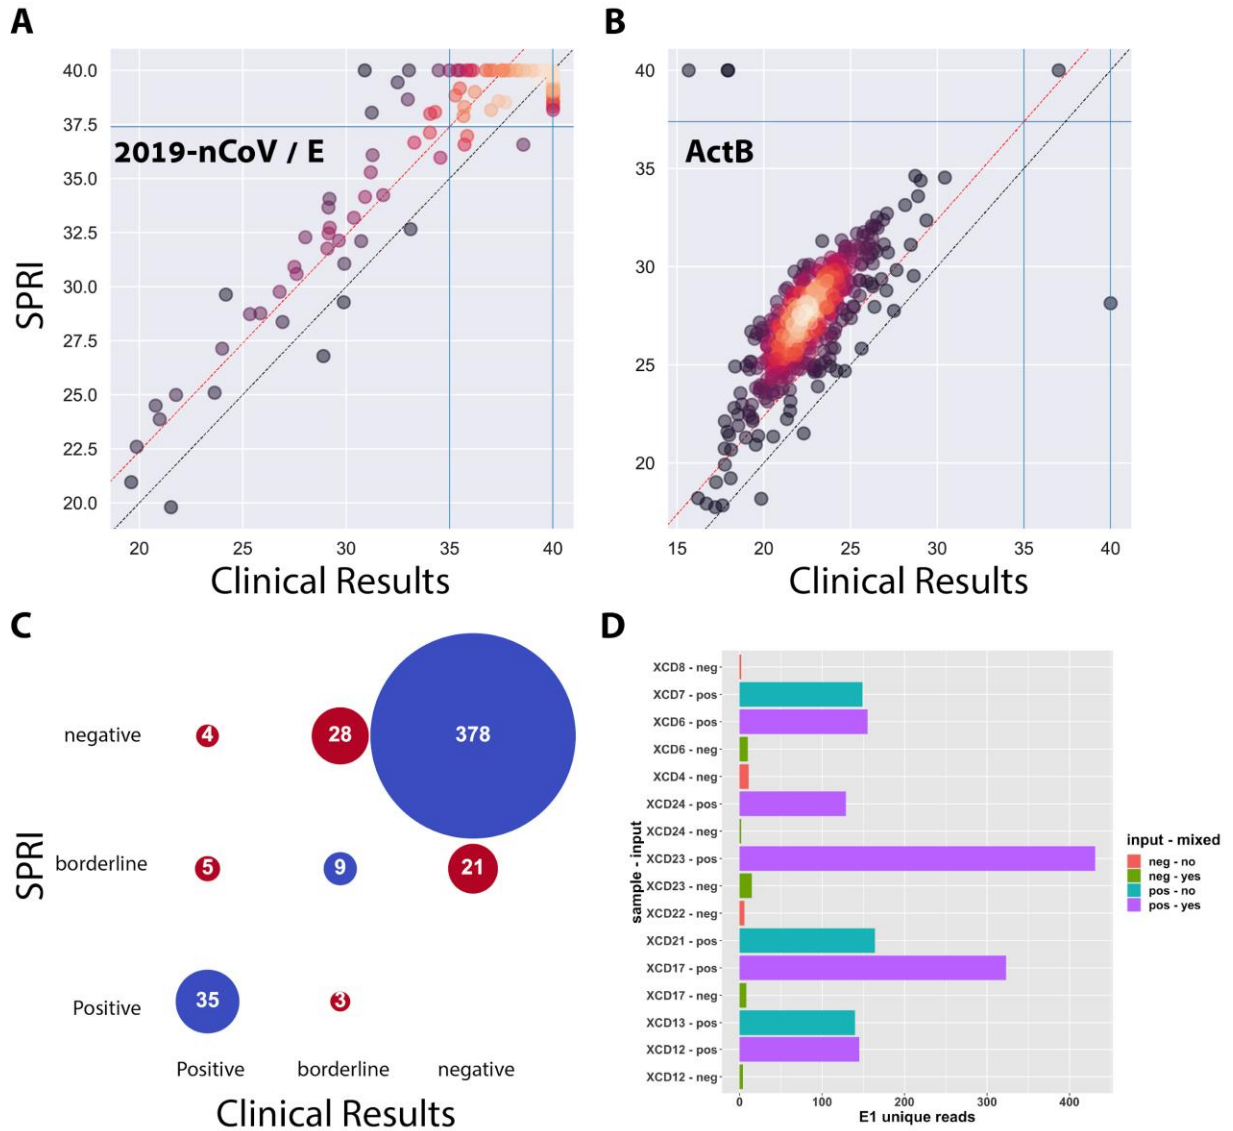 A
40.0
37.5
35.0
32.5
30.0
27.5
25.0
22.5
20.0
2019-nCoV / E
SPRI
20 25 30 35 40
Clinical Results
B
40
35
30
25
20
ActB
15 20 25 30 35 40
Clinical Results
C
SPRI
negative 4 28 378
borderline 5 9 21
Positive 35 3
Positive borderline negative
Clinical Results
D
sample - input
XCD8 - neg
XCD7 - pos
XCD6 - pos
XCD6 - neg
XCD4 - neg
XCD24 - pos
XCD24 - neg
XCD23 - pos
XCD23 - neg
XCD22 - neg
XCD21 - pos
XCD17 - pos
XCD17 - neg
XCD13 - pos
XCD12 - pos
XCD12 - neg
0 100 200 300 400
E1 unique reads
input - mixed
neg - no
neg - yes
pos - no
pos - yes